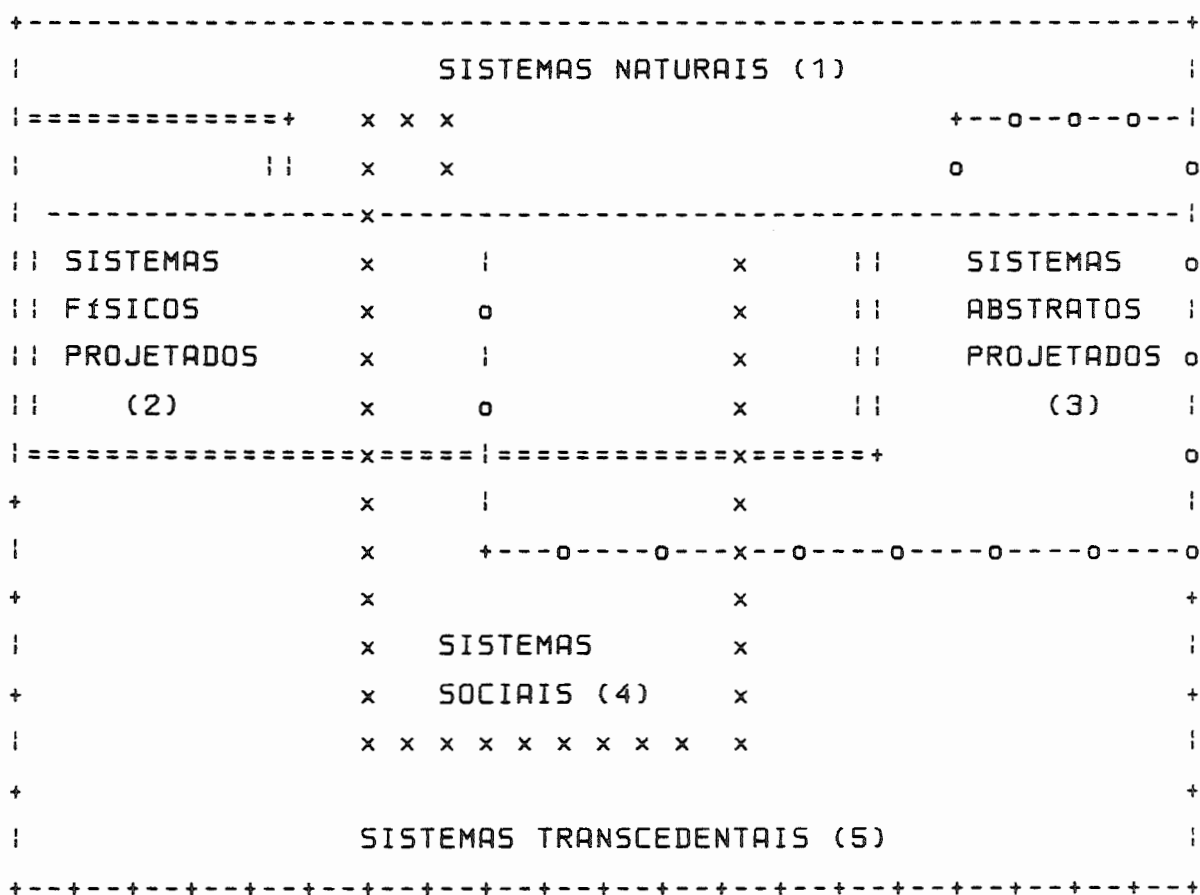 SISTEMAS NATURAIS (1)
SISTEMAS
FíSICOS
PROJETADOS
(2)
SISTEMAS
ABSTRATOS
PROJETADOS
(3)
SISTEMAS
SOCIAIS (4)
SISTEMAS TRANSCEDENTAIS (5)